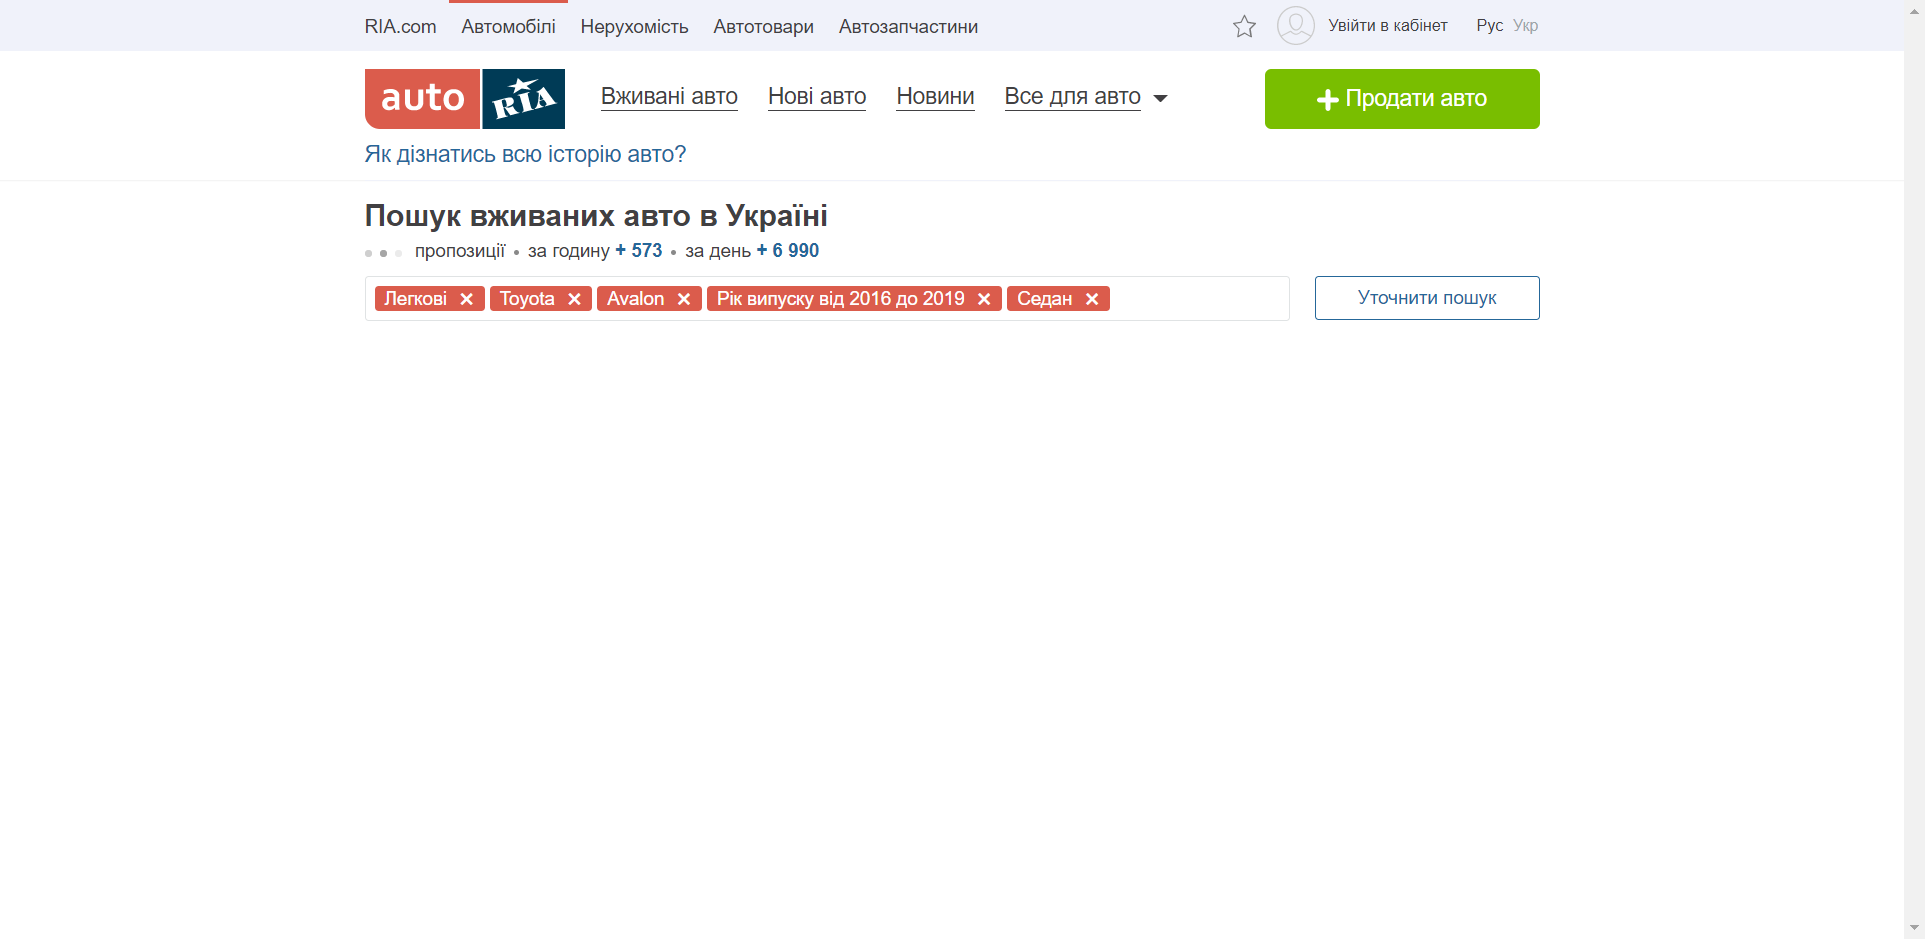 RIA.com Автомобілі Нерухомість Автотовари Автозапчастини Увійти в кабінет Рус Укр
auto RIA Вживані авто Нові авто Новини Все для авто Продати авто
Як дізнатись всю історію авто?
Пошук вживаних авто в Україні
пропозиції • за годину + 573 • за день + 6 990
Легкові × Toyota × Avalon × Рік випуску від 2016 до 2019 × Седан × Уточнити пошук